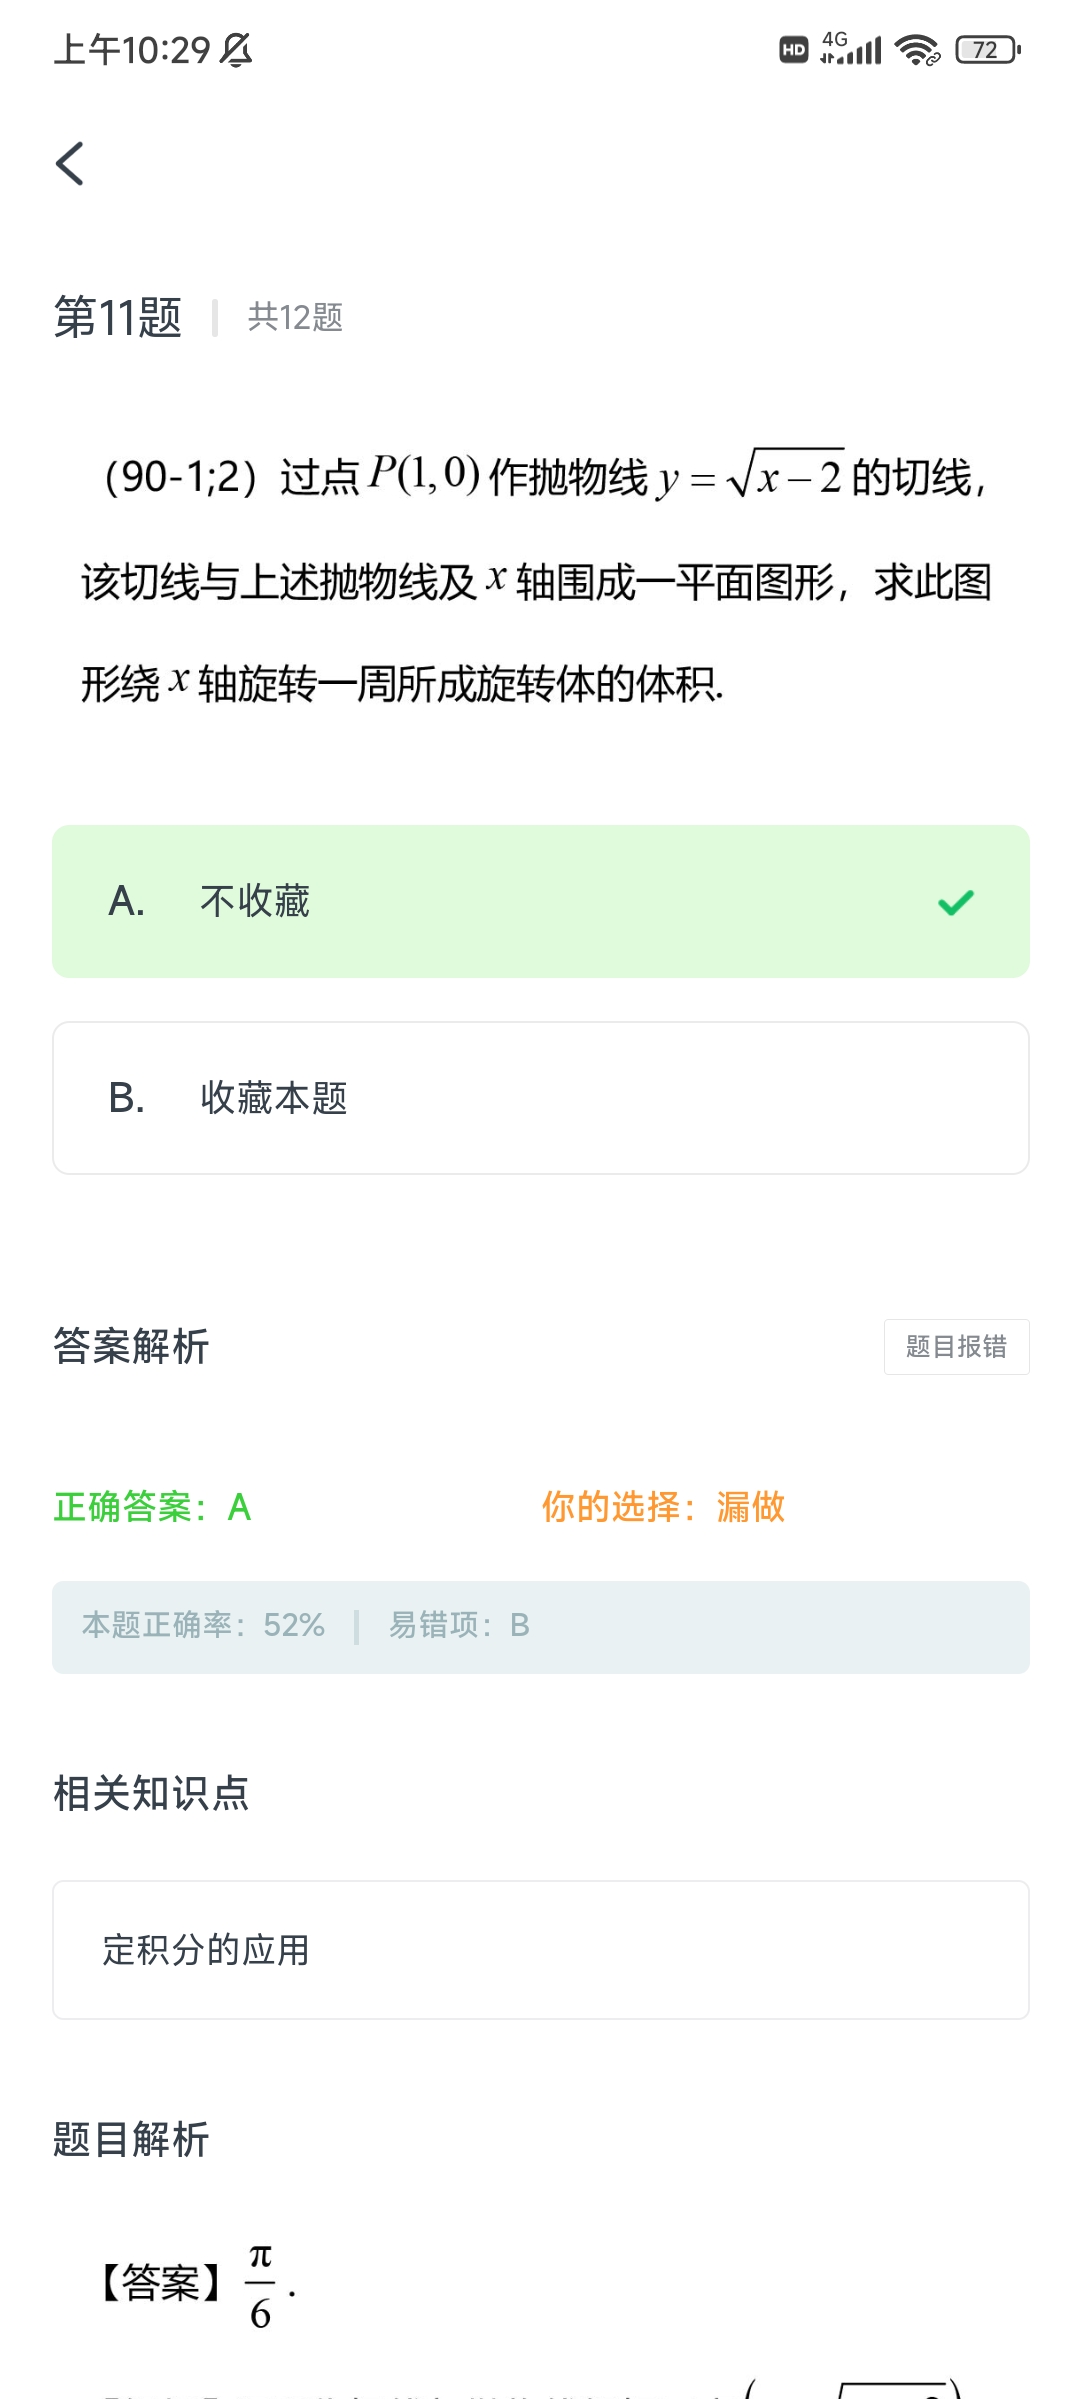 上午10:29 HD 4G 72
第11题 共12题
（90-1;2）过点 P(1,0) 作抛物线 y = √(x−2) 的切线，
该切线与上述抛物线及 x 轴围成一平面图形，求此图
形绕 x 轴旋转一周所成旋转体的体积.
A. 不收藏
B. 收藏本题
答案解析 题目报错
正确答案：A 你的选择：漏做
本题正确率：52% 易错项：B
相关知识点
定积分的应用
题目解析
【答案】π/6 .